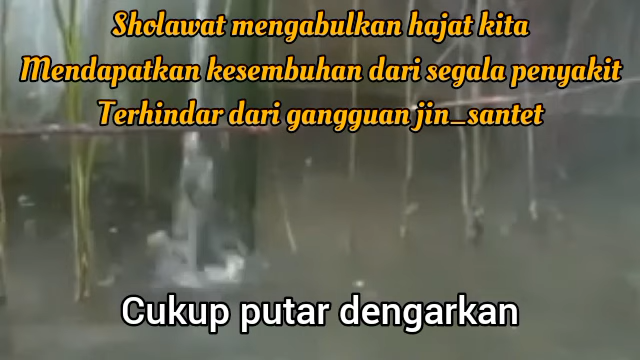 Sholawat mengabulkan hajat kita
Mendapatkan kesembuhan dari segala penyakit
Terhindar dari gangguan jin_santet
Cukup putar dengarkan